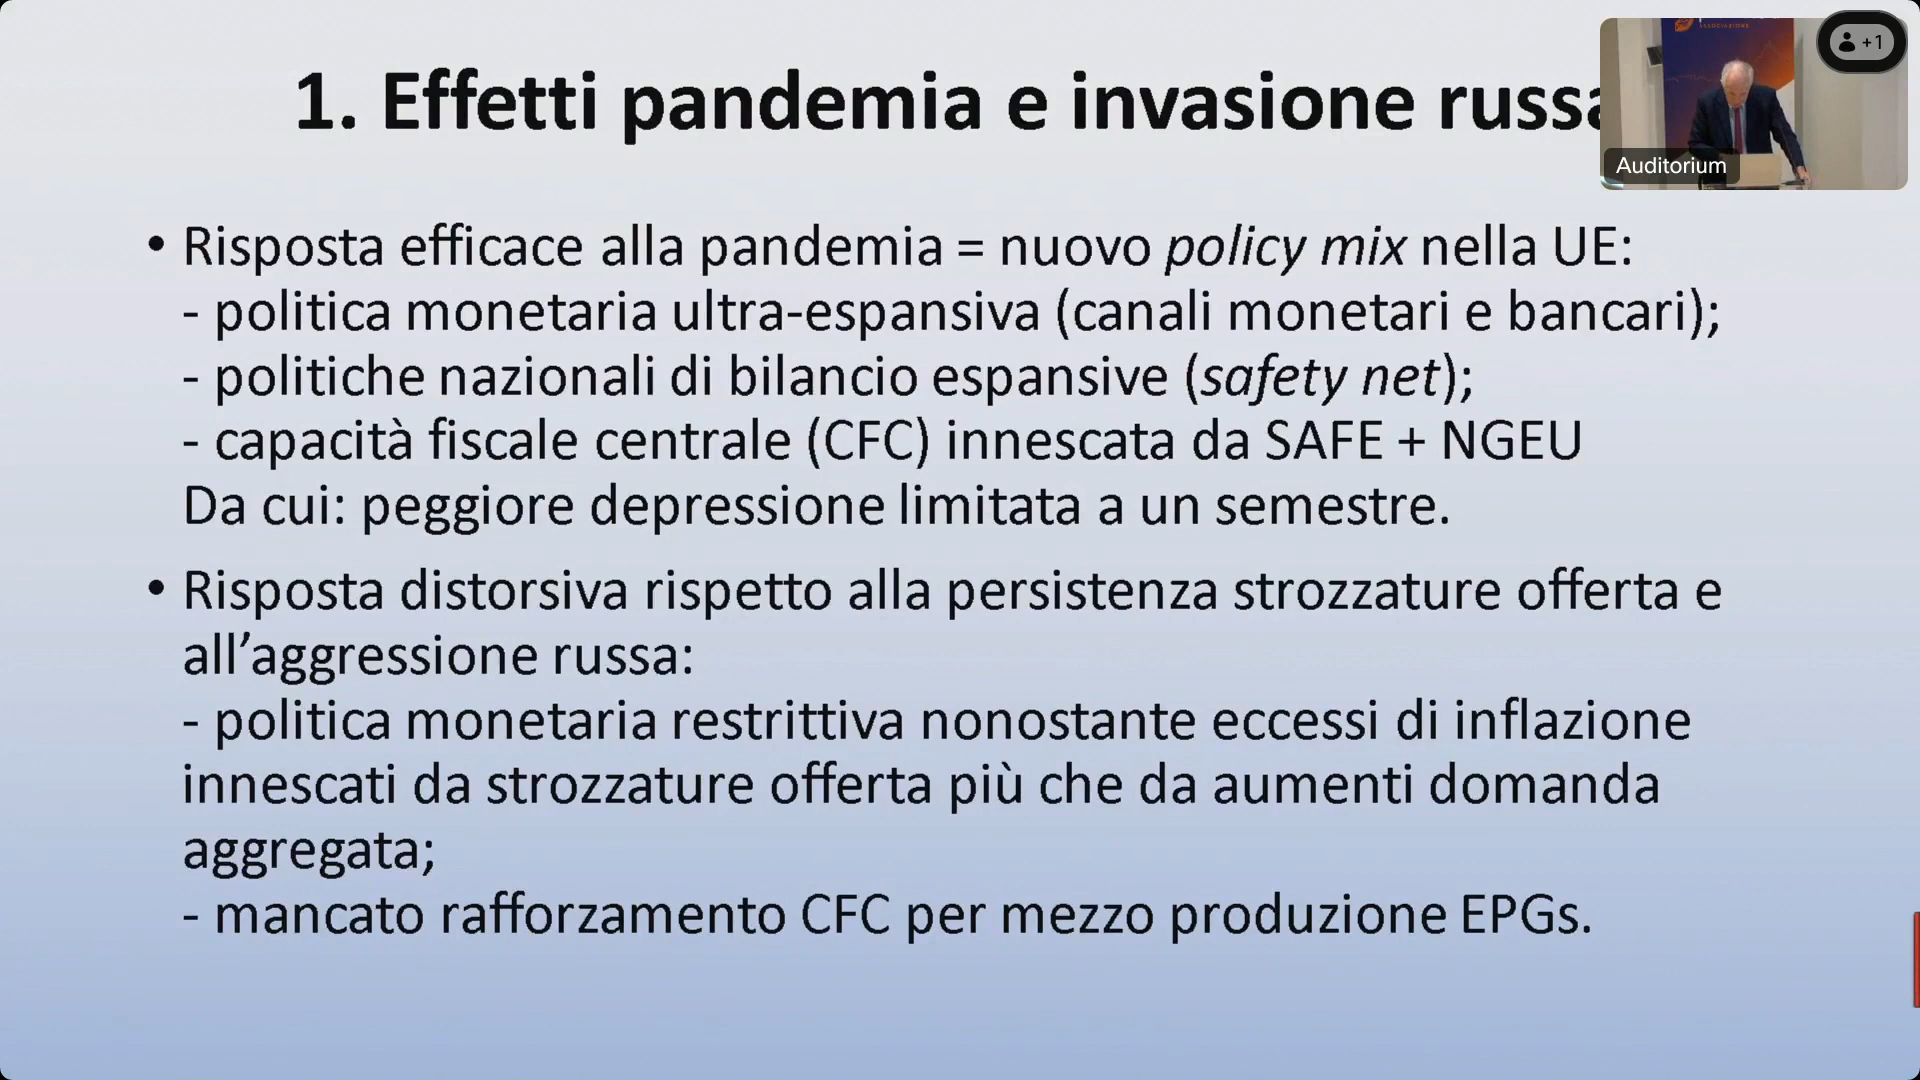 1. Effetti pandemia e invasione russa
+1
Auditorium
• Risposta efficace alla pandemia = nuovo policy mix nella UE:
- politica monetaria ultra-espansiva (canali monetari e bancari);
- politiche nazionali di bilancio espansive (safety net);
- capacità fiscale centrale (CFC) innescata da SAFE + NGEU
Da cui: peggiore depressione limitata a un semestre.
• Risposta distorsiva rispetto alla persistenza strozzature offerta e
all’aggressione russa:
- politica monetaria restrittiva nonostante eccessi di inflazione
innescati da strozzature offerta più che da aumenti domanda
aggregata;
- mancato rafforzamento CFC per mezzo produzione EPGs.